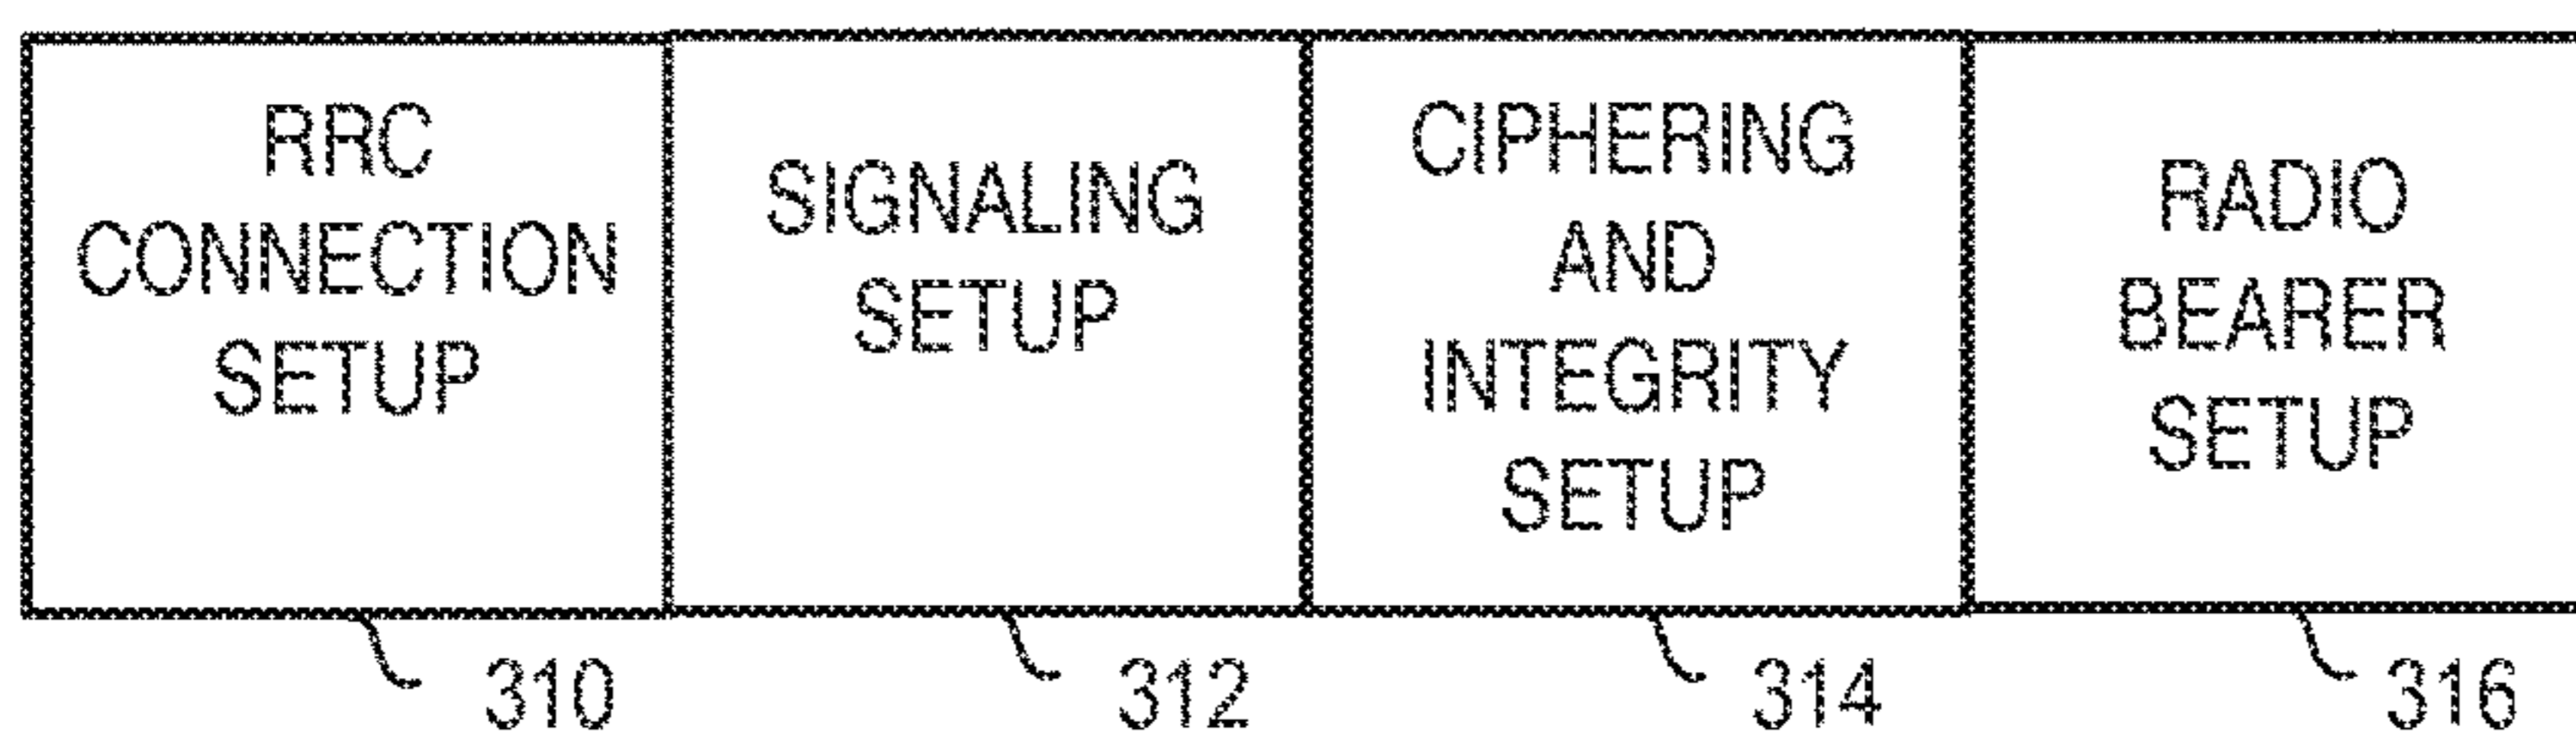 RRC
CONNECTION
SETUP
SIGNALING
SETUP
CIPHERING
AND
INTEGRITY
SETUP
RADIO
BEARER
SETUP
310
312
314
316